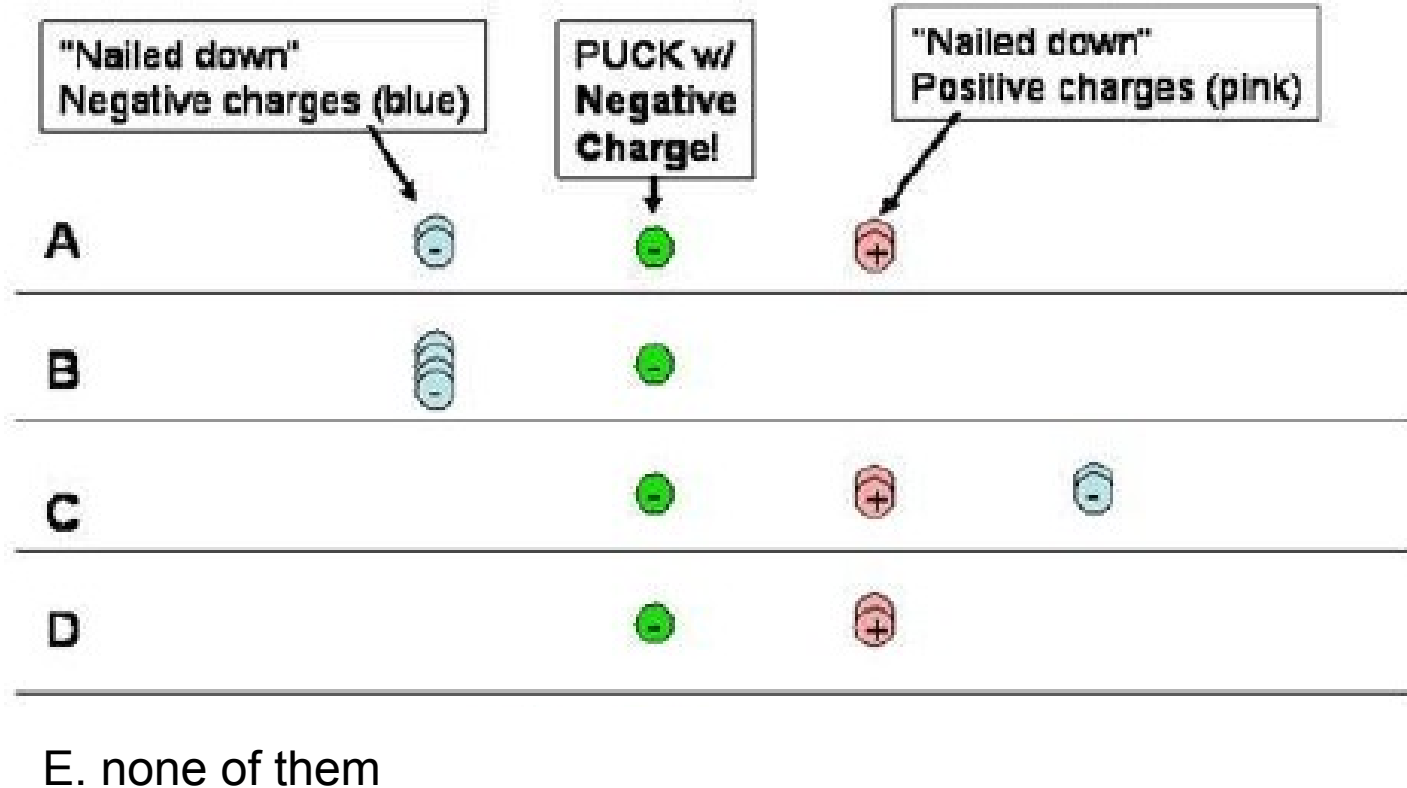 "Nailed down"
Negative charges (blue)
PUCK w/
Negative
Charge!
"Nailed down"
Positive charges (pink)
A
-
-
+
B
-
-
C
-
+
-
D
-
+
E. none of them